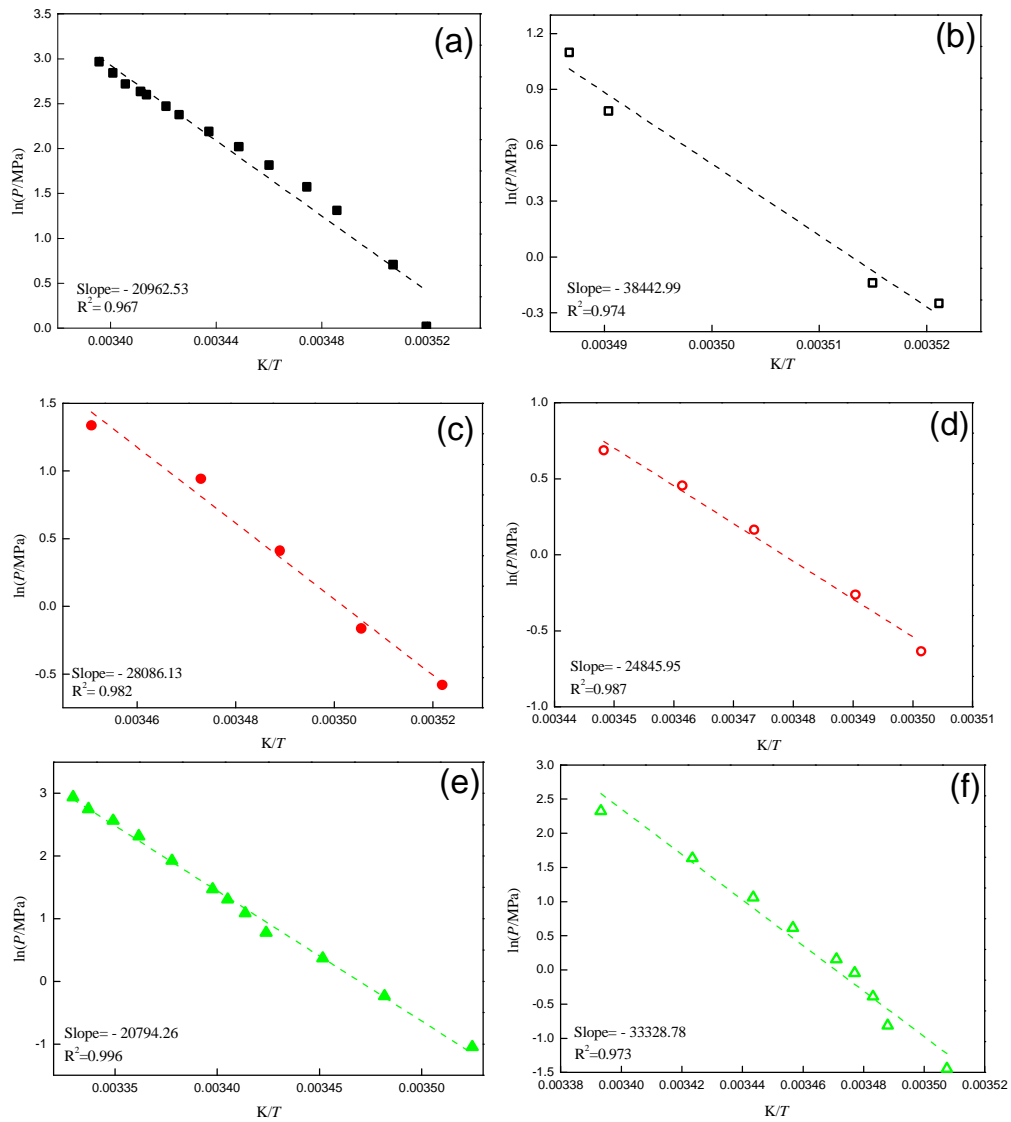 (a)
3.5
3.0
2.5
2.0
1.5
1.0
0.5
0.0
ln(P/MPa)
Slope= - 20962.53
R2= 0.967
0.00340 0.00344 0.00348 0.00352
K/T
(b)
1.2
0.9
0.6
0.3
0.0
-0.3
ln(P/MPa)
Slope= - 38442.99
R2= 0.974
0.00349 0.00350 0.00351 0.00352
K/T
(c)
1.5
1.0
0.5
0.0
-0.5
ln(P/MPa)
Slope= - 28086.13
R2= 0.982
0.00346 0.00348 0.00350 0.00352
K/T
(d)
1.0
0.5
0.0
-0.5
-1.0
ln(P/MPa)
Slope= - 24845.95
R2=0.987
0.00344 0.00345 0.00346 0.00347 0.00348 0.00349 0.00350 0.00351
K/T
(e)
3
2
1
0
-1
ln(P/MPa)
Slope= - 20794.26
R2=0.996
0.00335 0.00340 0.00345 0.00350
K/T
(f)
3.0
2.5
2.0
1.5
1.0
0.5
0.0
-0.5
-1.0
-1.5
ln(P/MPa)
Slope= - 33328.78
R2=0.973
0.00338 0.00340 0.00342 0.00344 0.00346 0.00348 0.00350 0.00352
K/T